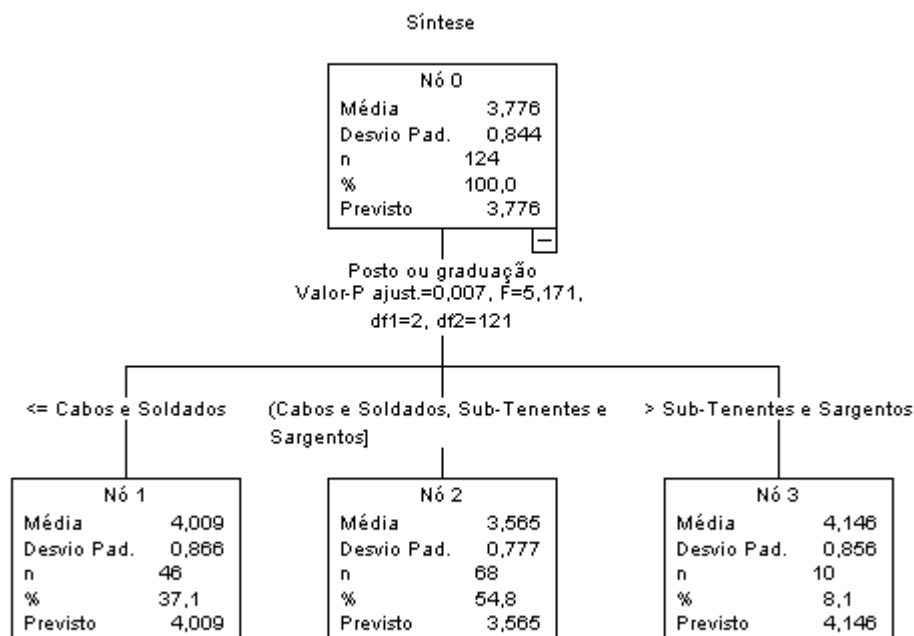 Síntese
Nó 0
Média 3,776
Desvio Pad. 0,844
n 124
% 100,0
Previsto 3,776
Posto ou graduação
Valor-P ajust.=0,007, F=5,171,
df1=2, df2=121
<= Cabos e Soldados
(Cabos e Soldados, Sub-Tenentes e
Sargentos]
> Sub-Tenentes e Sargentos
Nó 1
Média 4,009
Desvio Pad. 0,866
n 46
% 37,1
Previsto 4,009
Nó 2
Média 3,565
Desvio Pad. 0,777
n 68
% 54,8
Previsto 3,565
Nó 3
Média 4,146
Desvio Pad. 0,856
n 10
% 8,1
Previsto 4,146